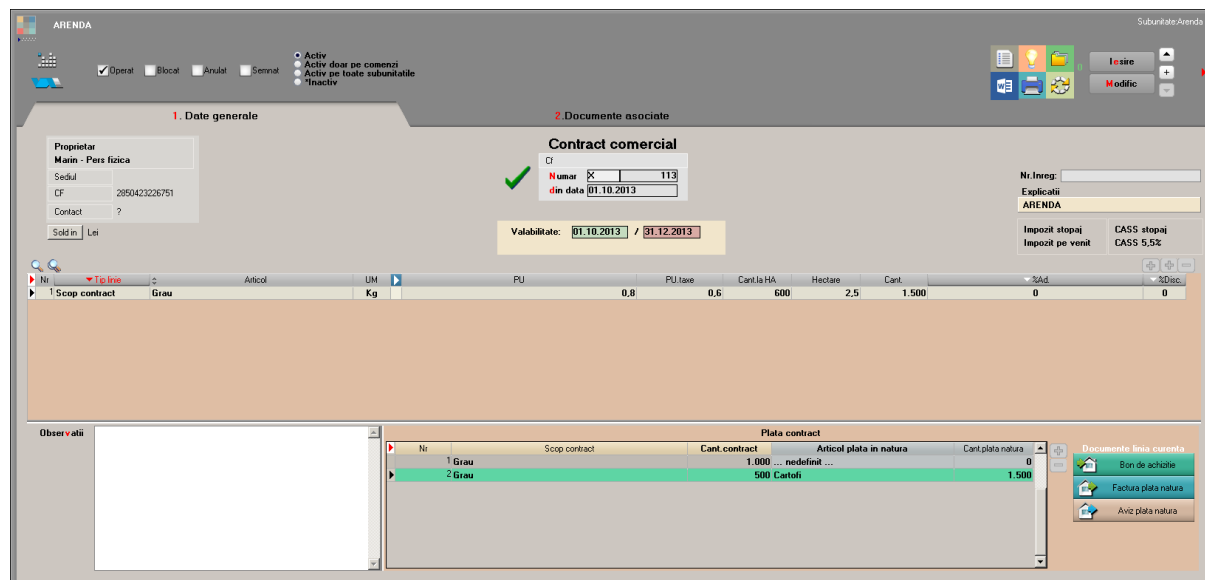 ARENDA
Subunitate:Arenda
Operat Blocat Anulat Semnat
Activ
Activ doar pe comenzi
Activ pe toate subunitatile
*Inactiv
Iesire
Modific
1. Date generale
2.Documente asociate
Proprietar
Marin - Pers fizica
Sediul
CF 2850423226751
Contact ?
Sold in Lei
Contract comercial
Cf
Numar X 113
din data 01.10.2013
Valabilitate: 01.10.2013 / 31.12.2013
Nr.Inreg:
Explicatii
ARENDA
Impozit stopaj CASS stopaj
Impozit pe venit CASS 5,5%
Nr Tip linie Articol UM PU PU.taxe Cant.la HA Hectare Cant. %Ad. %Disc.
1 Scop contract Grau Kg 0,8 0,6 600 2,5 1.500 0 0
Observatii
Plata contract
Nr Scop contract Cant.contract Articol plata in natura Cant.plata natura
1 Grau 1.000 ... nedefinit ... 0
2 Grau 500 Cartofi 1.500
Documente linia curenta
Bon de achizitie
Factura plata natura
Aviz plata natura